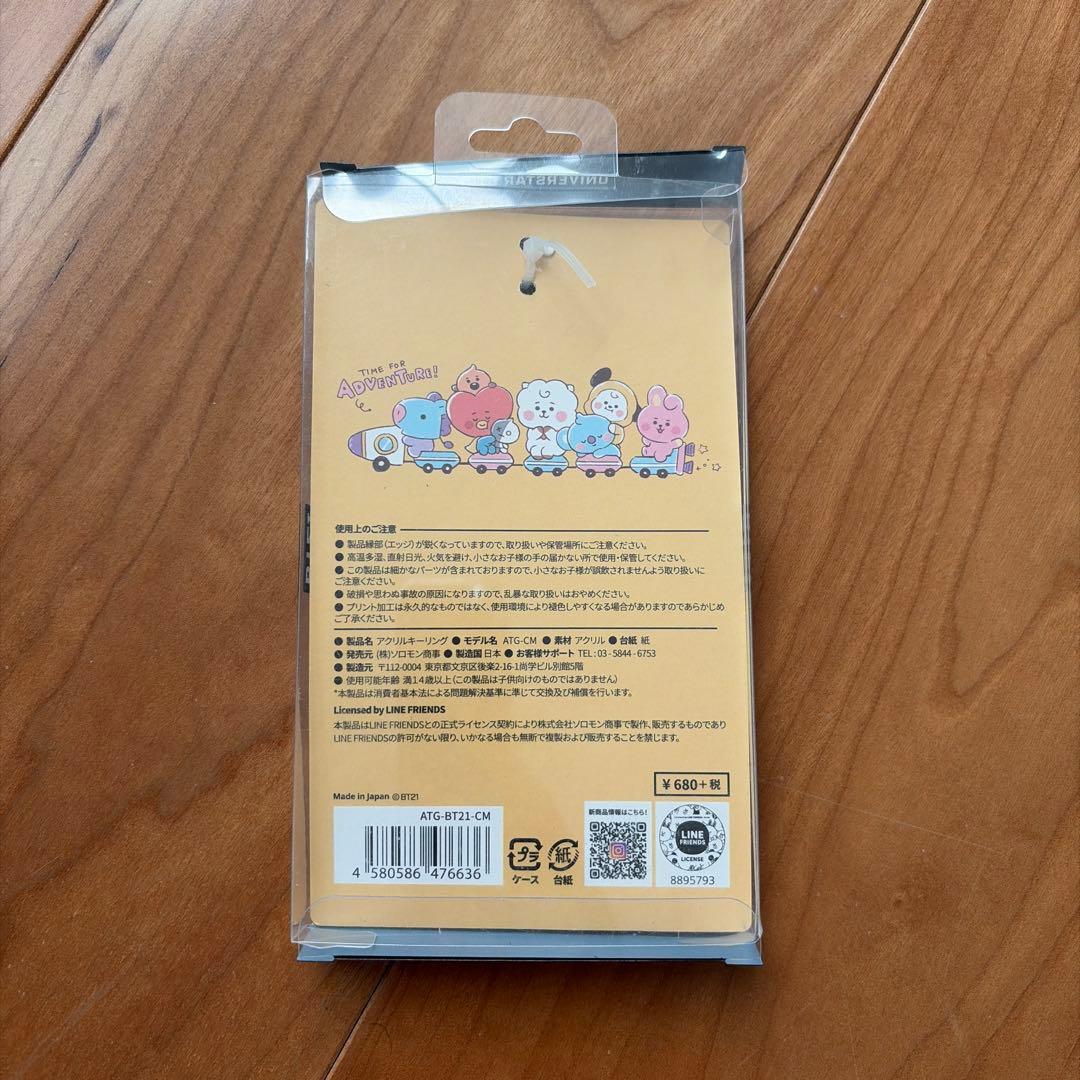 UNIVERSTAR
TIME FOR
ADVENTURE!
使用上のご注意
● 製品縁部(エッジ)が鋭くなっていますので、取り扱いや保管場所にご注意ください。
● 高温多湿、直射日光、火気を避け、小さなお子様の手の届かない所で使用・保管してください。
● この製品は細かなパーツが含まれておりますので、小さなお子様が誤飲されませんよう取り扱いに
ご注意ください。
● 破損や思わぬ事故の原因になりますので、乱暴な取り扱いはおやめください。
● プリント加工は永久的なものではなく、使用環境により褪色しやすくなる場合がありますのであらかじめ
ご了承ください。
● 製品名 アクリルキーリング ● モデル名 ATG-CM ● 素材 アクリル ● 台紙 紙
● 発売元 (株)ソロモン商事 ● 製造国 日本 ● お客様サポート TEL : 03 - 5844 - 6753
● 製造元 〒112-0004 東京都文京区後楽2-16-1尚学ビル別館5階
● 使用可能年齢 満14歳以上(この製品は子供向けのものではありません)
*本製品は消費者基本法による問題解決基準に準じて交換及び補償を行います。
Licensed by LINE FRIENDS
本製品はLINE FRIENDSとの正式ライセンス契約により株式会社ソロモン商事で製作、販売するものであり
LINE FRIENDSの許可がない限り、いかなる場合も無断で複製および販売することを禁じます。
¥680+税
Made in Japan ©BT21
ATG-BT21-CM
4 580586 476636
プラ
ケース
紙
台紙
新商品情報はこちら!
LINE
FRIENDS
LICENSE
8895793